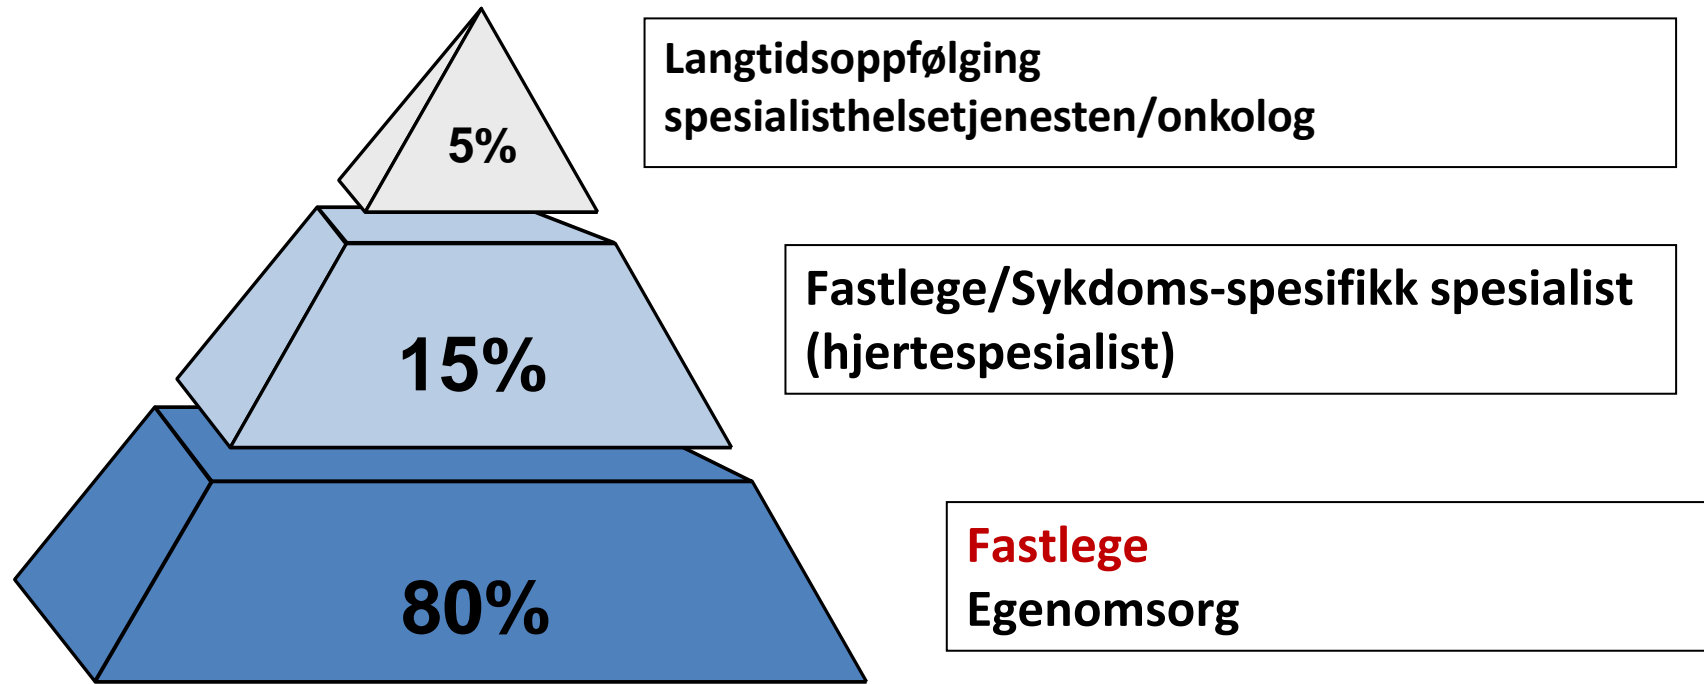 5%
Langtidsoppfølging
spesialisthelsetjenesten/onkolog
15%
Fastlege/Sykdoms-spesifikk spesialist
(hjertespesialist)
80%
Fastlege
Egenomsorg